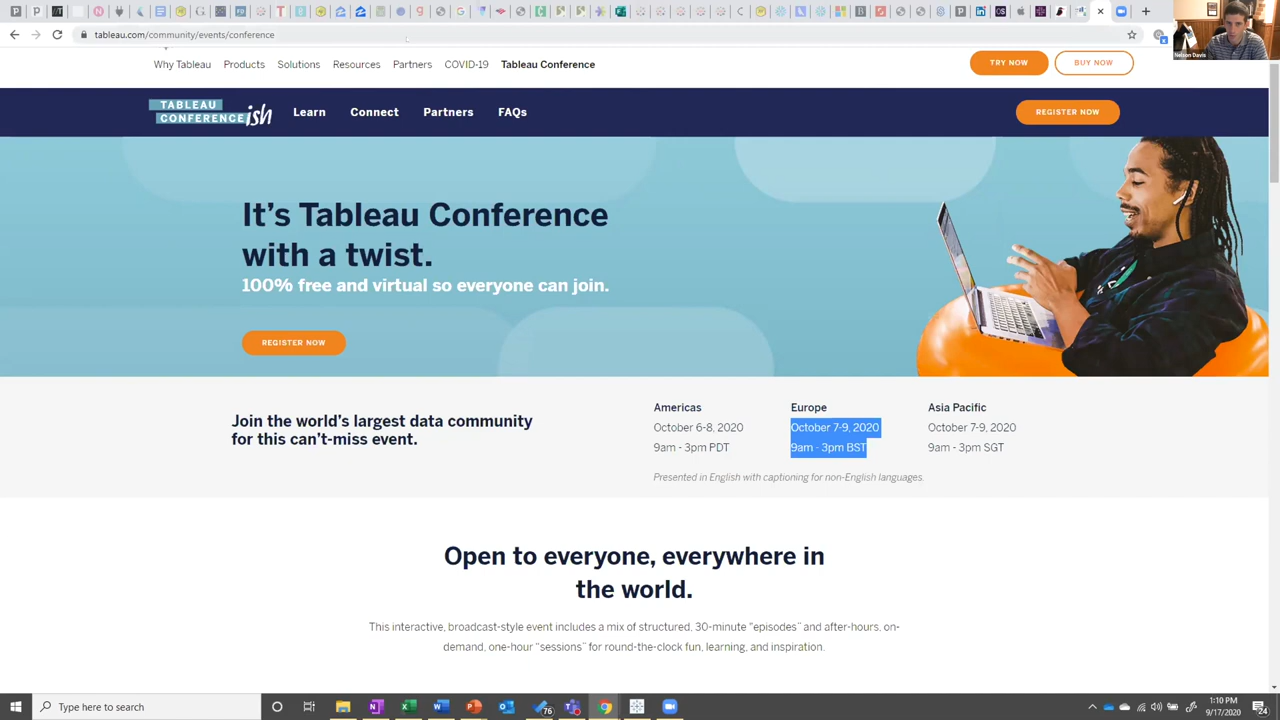 tableau.com/community/events/conference
Nelson Davis
Why Tableau Products Solutions Resources Partners COVID-19 Tableau Conference
TRY NOW BUY NOW
TABLEAU
CONFERENCEish
Learn Connect Partners FAQs
REGISTER NOW
It's Tableau Conference
with a twist.
100% free and virtual so everyone can join.
REGISTER NOW
Join the world's largest data community
for this can't-miss event.
Americas
October 6-8, 2020
9am - 3pm PDT
Europe
October 7-9, 2020
9am - 3pm BST
Asia Pacific
October 7-9, 2020
9am - 3pm SGT
Presented in English with captioning for non-English languages.
Open to everyone, everywhere in
the world.
This interactive, broadcast-style event includes a mix of structured, 30-minute "episodes" and after-hours, on-
demand, one-hour "sessions" for round-the-clock fun, learning, and inspiration.
Type here to search
76
1:10 PM
9/17/2020
24